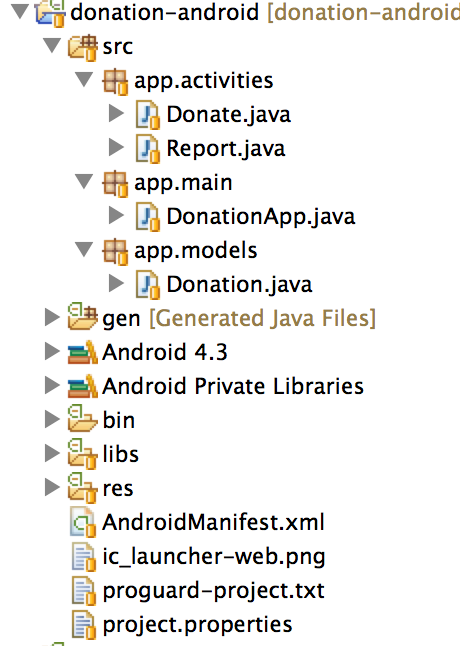 donation-android [donation-android
src
app.activities
Donate.java
Report.java
app.main
DonationApp.java
app.models
Donation.java
gen [Generated Java Files]
Android 4.3
Android Private Libraries
bin
libs
res
AndroidManifest.xml
ic_launcher-web.png
proguard-project.txt
project.properties